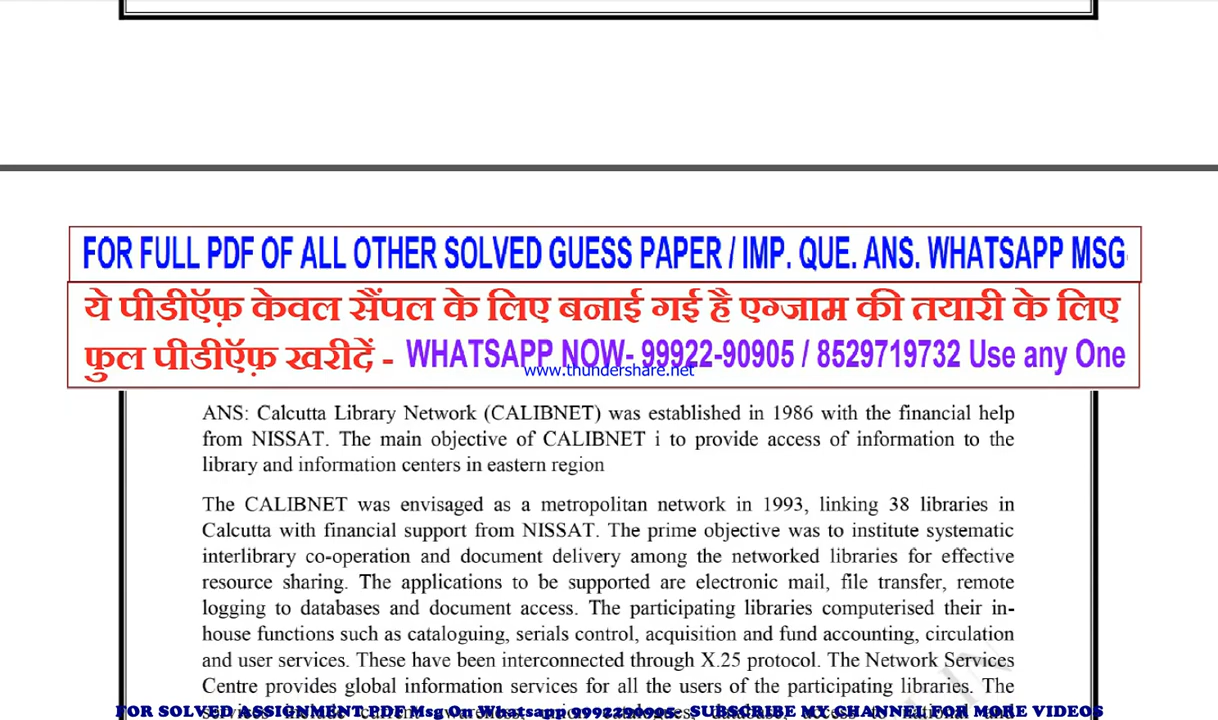 FOR FULL PDF OF ALL OTHER SOLVED GUESS PAPER / IMP. QUE. ANS. WHATSAPP MSG
ये पीडीऍफ़ केवल सैंपल के लिए बनाई गई है एग्जाम की तयारी के लिए
फुल पीडीऍफ़ खरीदें - WHATSAPP NOW- 99922-90905 / 8529719732 Use any One
www.thundershare.net
ANS: Calcutta Library Network (CALIBNET) was established in 1986 with the financial help
from NISSAT. The main objective of CALIBNET i to provide access of information to the
library and information centers in eastern region
The CALIBNET was envisaged as a metropolitan network in 1993, linking 38 libraries in
Calcutta with financial support from NISSAT. The prime objective was to institute systematic
interlibrary co-operation and document delivery among the networked libraries for effective
resource sharing. The applications to be supported are electronic mail, file transfer, remote
logging to databases and document access. The participating libraries computerised their in-
house functions such as cataloguing, serials control, acquisition and fund accounting, circulation
and user services. These have been interconnected through X.25 protocol. The Network Services
Centre provides global information services for all the users of the participating libraries. The
FOR SOLVED ASSIGNMENT PDF Msg On Whatsapp 9992290905. SUBSCRIBE MY CHANNEL FOR MORE VIDEOS